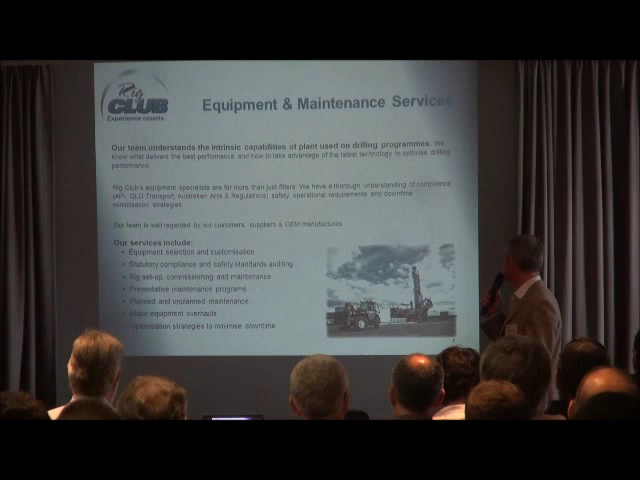 Rig
CLUB
Experience counts.
Equipment & Maintenance Services
Our team understands the intrinsic capabilities of plant used on drilling programmes. We
know what delivers the best performance and how to take advantage of the latest technology to optimise drilling
performance.
Rig Club's equipment specialists are far more than just fitters. We have a thorough understanding of compliance
(API, QLD Transport, Australian Acts & Regulations) safety, operational requirements and downtime
minimisation strategies.
Our team is well regarded by our customers, suppliers & OEM manufactures
Our services include:
• Equipment selection and customisation
• Statutory compliance and safety standards auditing
• Rig set-up, commissioning and maintenance
• Preventative maintenance programs
• Planned and unplanned maintenance
• Major equipment overhauls
• Optimisation strategies to minimise downtime